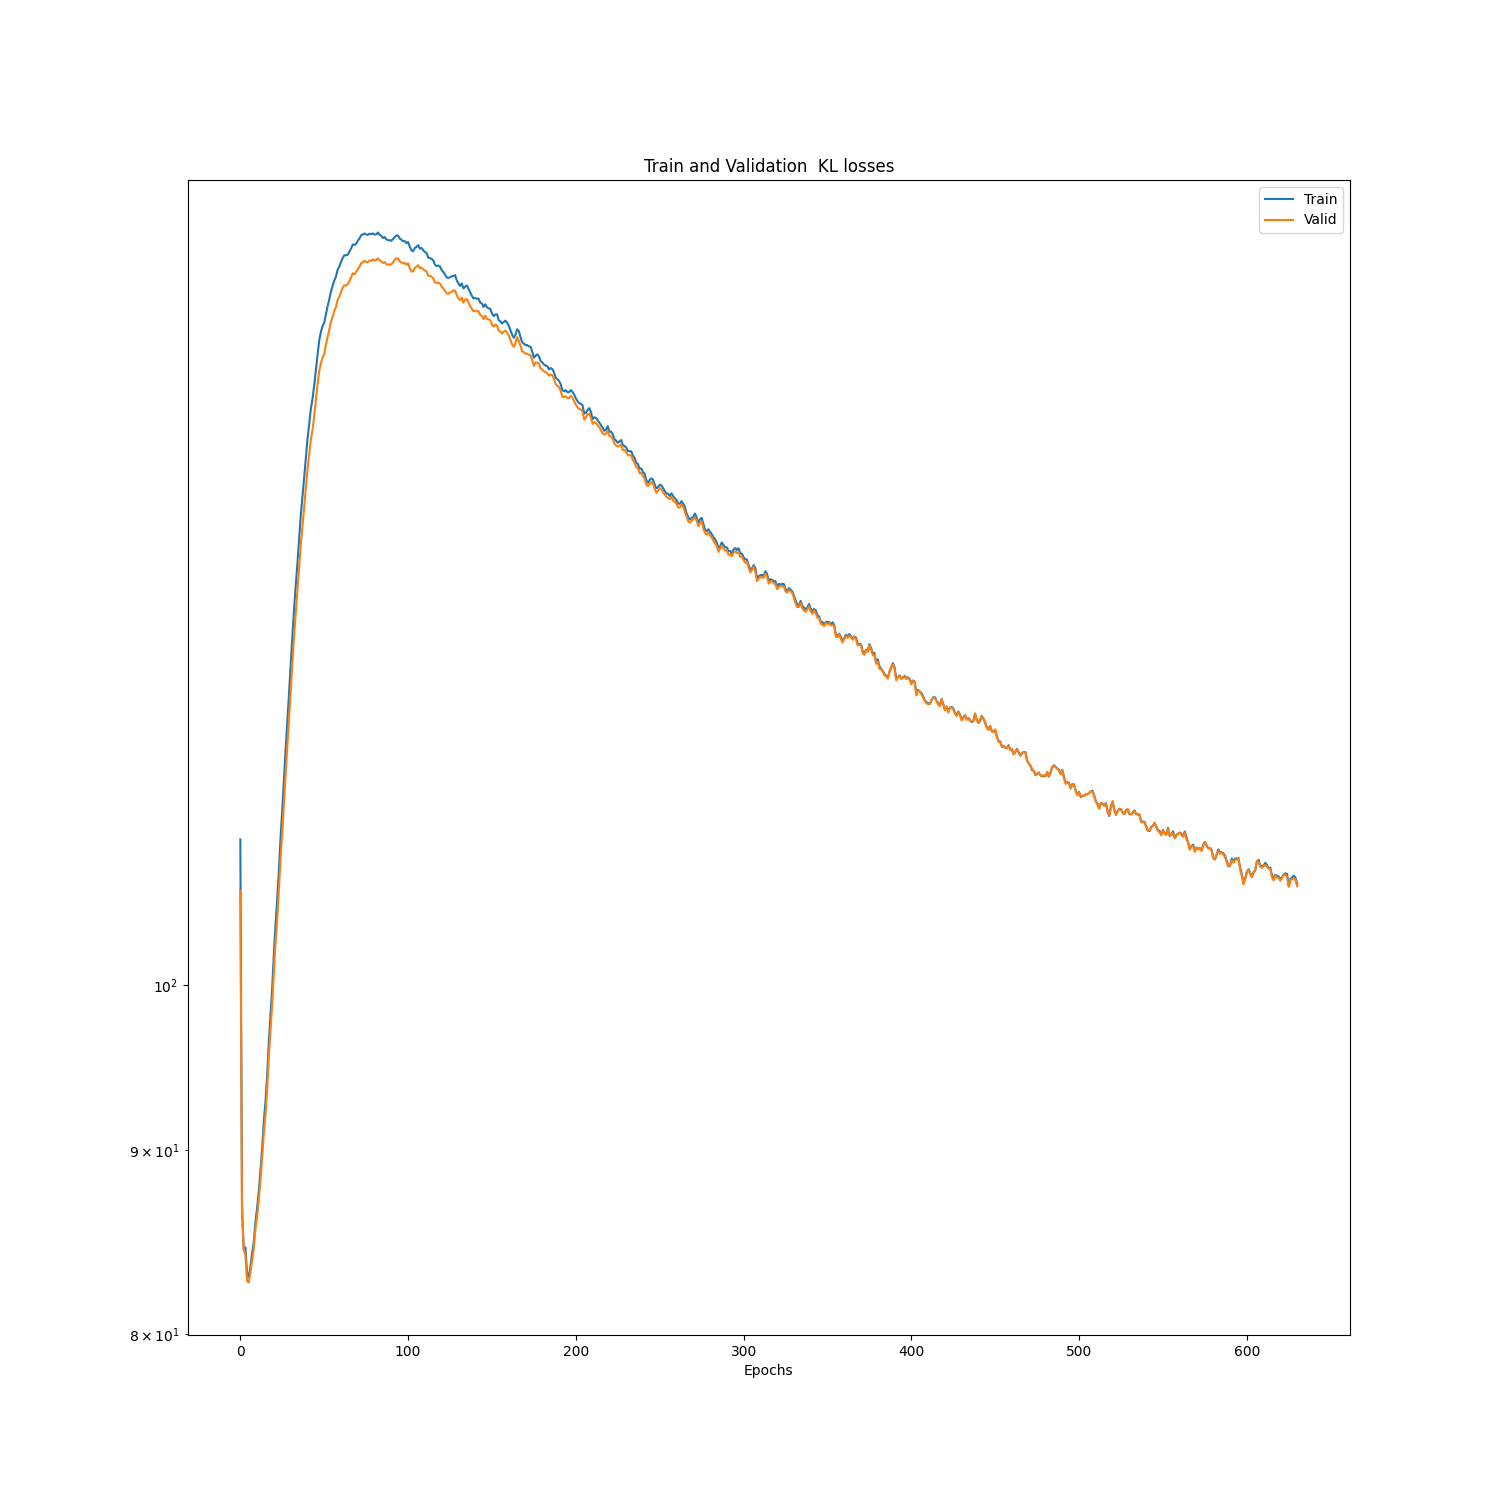 Train and Validation  KL losses
Train
Valid
10²
9 × 10¹
8 × 10¹
0 100 200 300 400 500 600
Epochs